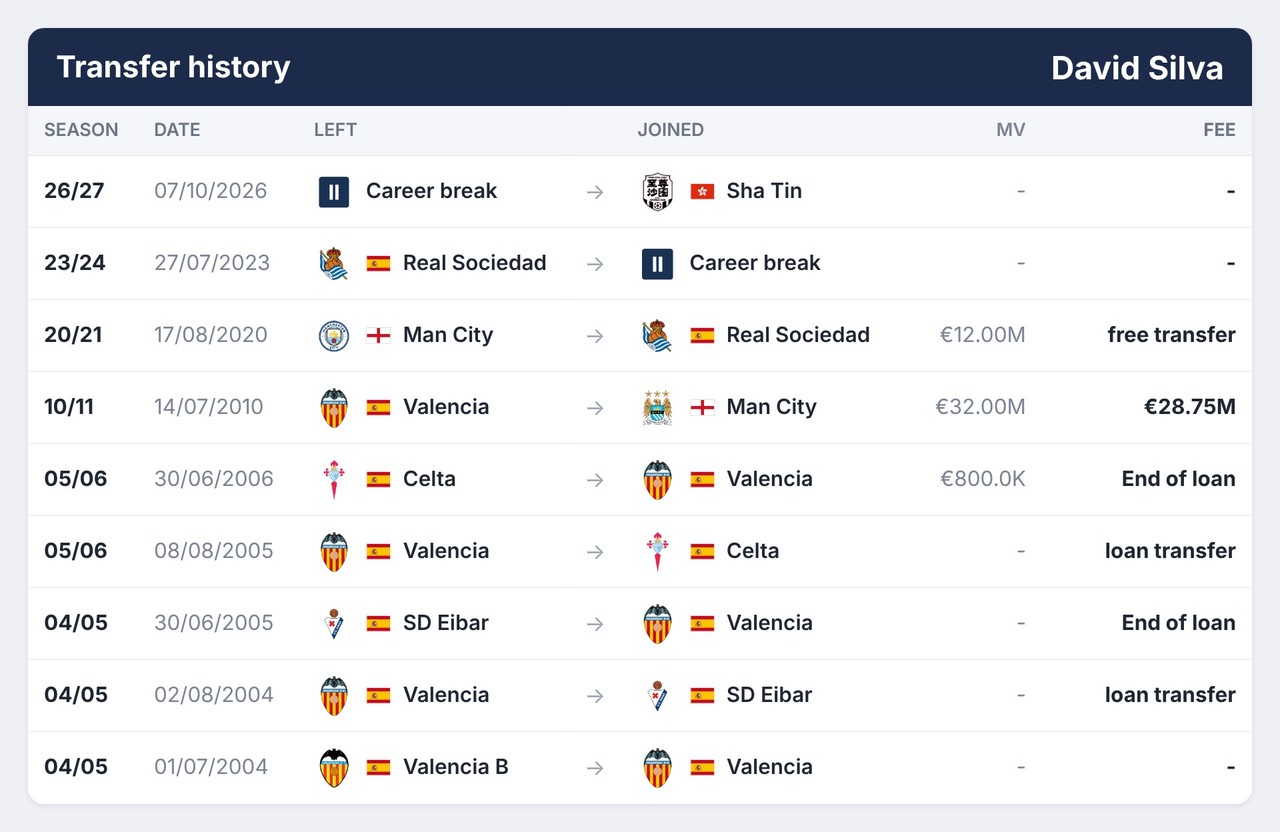 Transfer history David Silva
SEASON DATE LEFT JOINED MV FEE
26/27 07/10/2026 Career break → Sha Tin - -
23/24 27/07/2023 Real Sociedad → Career break - -
20/21 17/08/2020 Man City → Real Sociedad €12.00M free transfer
10/11 14/07/2010 Valencia → Man City €32.00M €28.75M
05/06 30/06/2006 Celta → Valencia €800.0K End of loan
05/06 08/08/2005 Valencia → Celta - loan transfer
04/05 30/06/2005 SD Eibar → Valencia - End of loan
04/05 02/08/2004 Valencia → SD Eibar - loan transfer
04/05 01/07/2004 Valencia B → Valencia - -